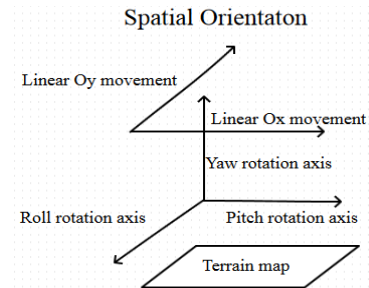 Spatial Orientaton
Linear Oy movement
Linear Ox movement
Yaw rotation axis
Roll rotation axis
Pitch rotation axis
Terrain map